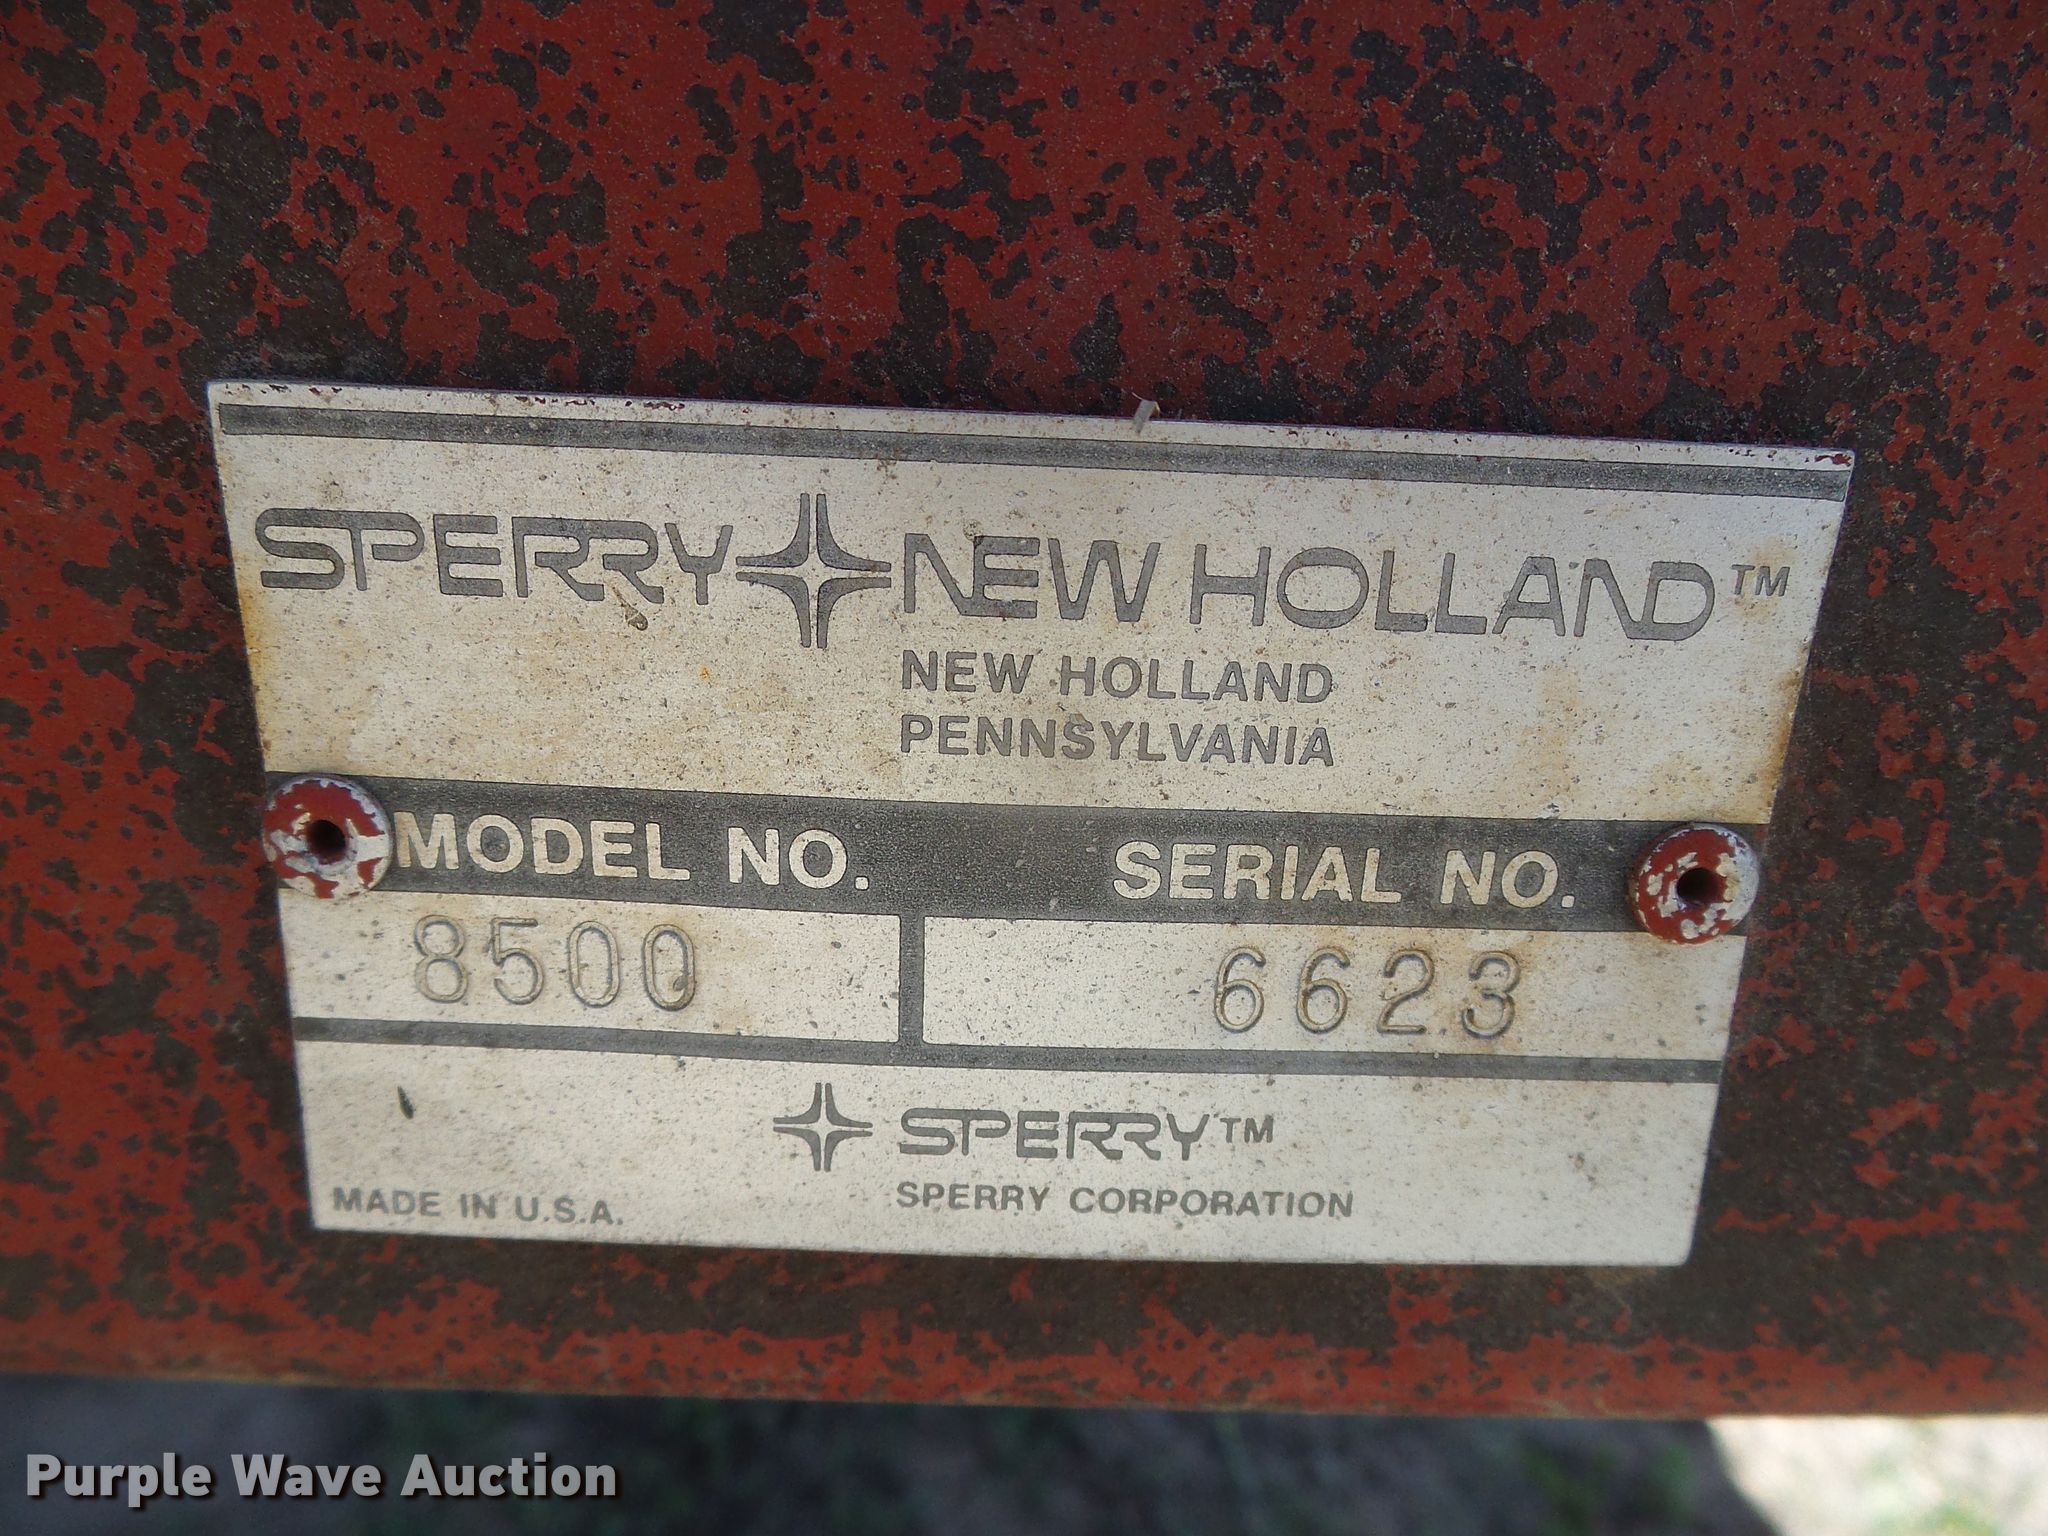 SPERRY NEW HOLLAND™
NEW HOLLAND
PENNSYLVANIA
MODEL NO. SERIAL NO.
8500 6623
SPERRY™
SPERRY CORPORATION
MADE IN U.S.A.
Purple Wave Auction